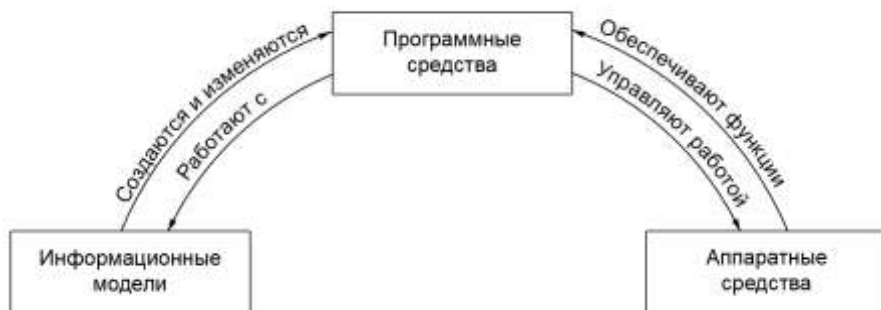 Программные
средства
Создаются и изменяются
Работают с
Обеспечивают функции
Управляют работой
Информационные
модели
Аппаратные
средства